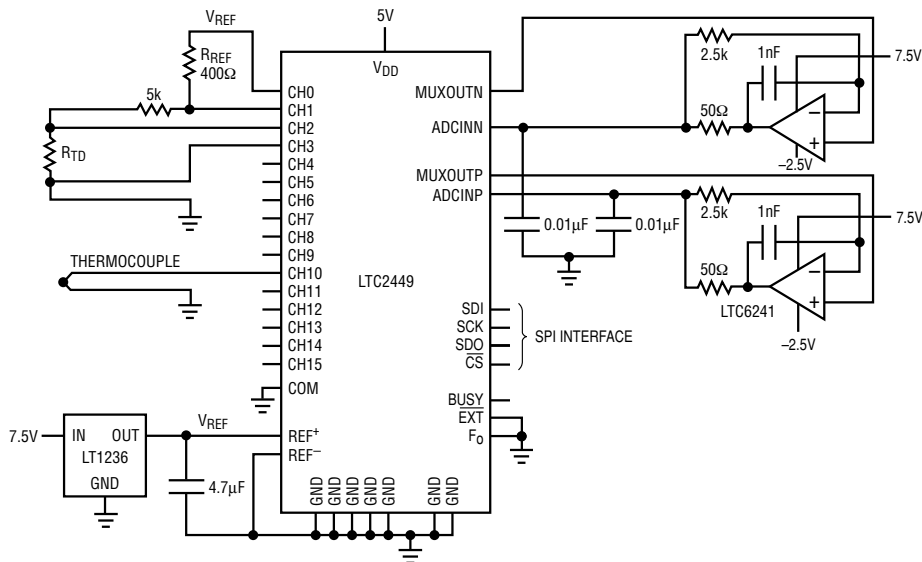 VREF
RREF
400Ω
5k
RTD
THERMOCOUPLE
5V
VDD
CH0
CH1
CH2
CH3
CH4
CH5
CH6
CH7
CH8
CH9
CH10
CH11
CH12
CH13
CH14
CH15
COM
REF+
REF–
LTC2449
MUXOUTN
ADCINN
MUXOUTP
ADCINP
SDI
SCK
SDO
CS
SPI INTERFACE
BUSY
EXT
FO
GND
GND
GND
GND
GND
GND
GND
2.5k
1nF
50Ω
7.5V
–
+
–2.5V
0.01µF
0.01µF
2.5k
1nF
50Ω
7.5V
–
+
LTC6241
–2.5V
7.5V
IN
OUT
LT1236
GND
VREF
4.7µF